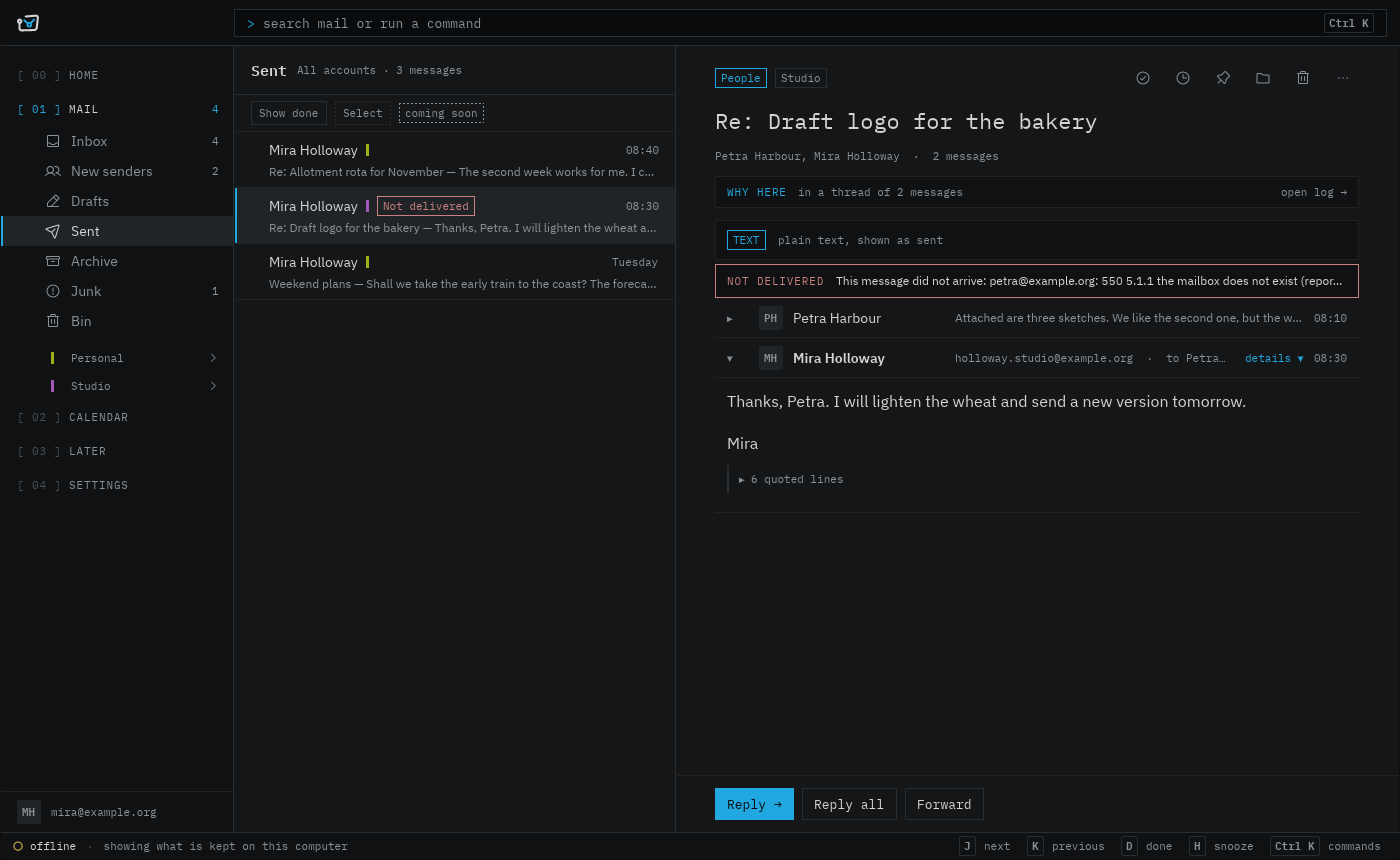 > search mail or run a command
Ctrl K
[ 00 ] HOME
[ 01 ] MAIL 4
Inbox 4
New senders 2
Drafts
Sent
Archive
Junk 1
Bin
Personal
Studio
[ 02 ] CALENDAR
[ 03 ] LATER
[ 04 ] SETTINGS
MH mira@example.org
Sent All accounts · 3 messages
Show done Select coming soon
Mira Holloway 08:40
Re: Allotment rota for November — The second week works for me. I c…
Mira Holloway Not delivered 08:30
Re: Draft logo for the bakery — Thanks, Petra. I will lighten the wheat a…
Mira Holloway Tuesday
Weekend plans — Shall we take the early train to the coast? The foreca…
People Studio
Re: Draft logo for the bakery
Petra Harbour, Mira Holloway · 2 messages
WHY HERE in a thread of 2 messages open log →
TEXT plain text, shown as sent
NOT DELIVERED This message did not arrive: petra@example.org: 550 5.1.1 the mailbox does not exist (repor…
▸ PH Petra Harbour Attached are three sketches. We like the second one, but the w… 08:10
▾ MH Mira Holloway holloway.studio@example.org · to Petra… details ▾ 08:30
Thanks, Petra. I will lighten the wheat and send a new version tomorrow.
Mira
▸ 6 quoted lines
Reply → Reply all Forward
offline · showing what is kept on this computer
J next K previous D done H snooze Ctrl K commands